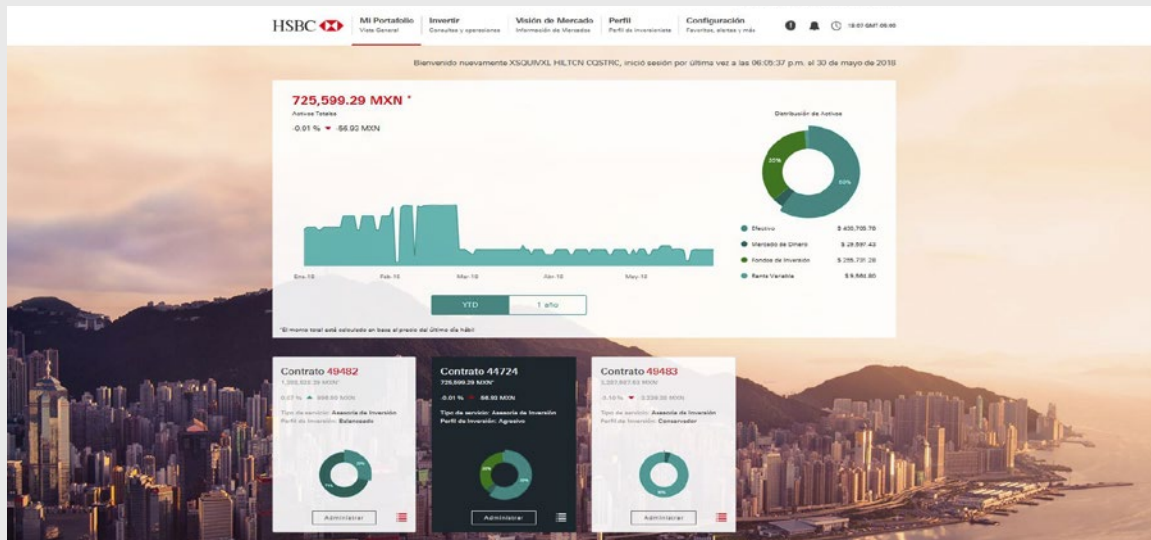 HSBC
Mi Portafolio
Vista General
Invertir
Consultas y operaciones
Visión de Mercado
Información de Mercados
Perfil
Perfil de Inversionista
Configuración
Favoritos, alertas y más
Bienvenido nuevamente HILTCN CQSTRC, inició sesión por última vez a las 06:05:37 p.m. el 30 de mayo de 2018
725,599.29 MXN *
Activos Totales
-0.01 % -56.93 MXN
Distribución de Activos
35%
Efectivo
Mercado de Dinero
Fondos de Inversión
Renta Variable
Ene-18 Feb-18 Mar-18 Abr-18 May-18
YTD 1 año
*El monto total está calculado en base al precio del último día hábil
Contrato 49482
Tipo de servicio: Asesoría de Inversión
Perfil de Inversión: Balanceado
Administrar
Contrato 44724
725,599.29 MXN*
-0.01 % -56.93 MXN
Tipo de servicio: Asesoría de Inversión
Perfil de Inversión: Agresivo
Administrar
Contrato 49483
Tipo de servicio: Asesoría de Inversión
Perfil de Inversión: Conservador
Administrar